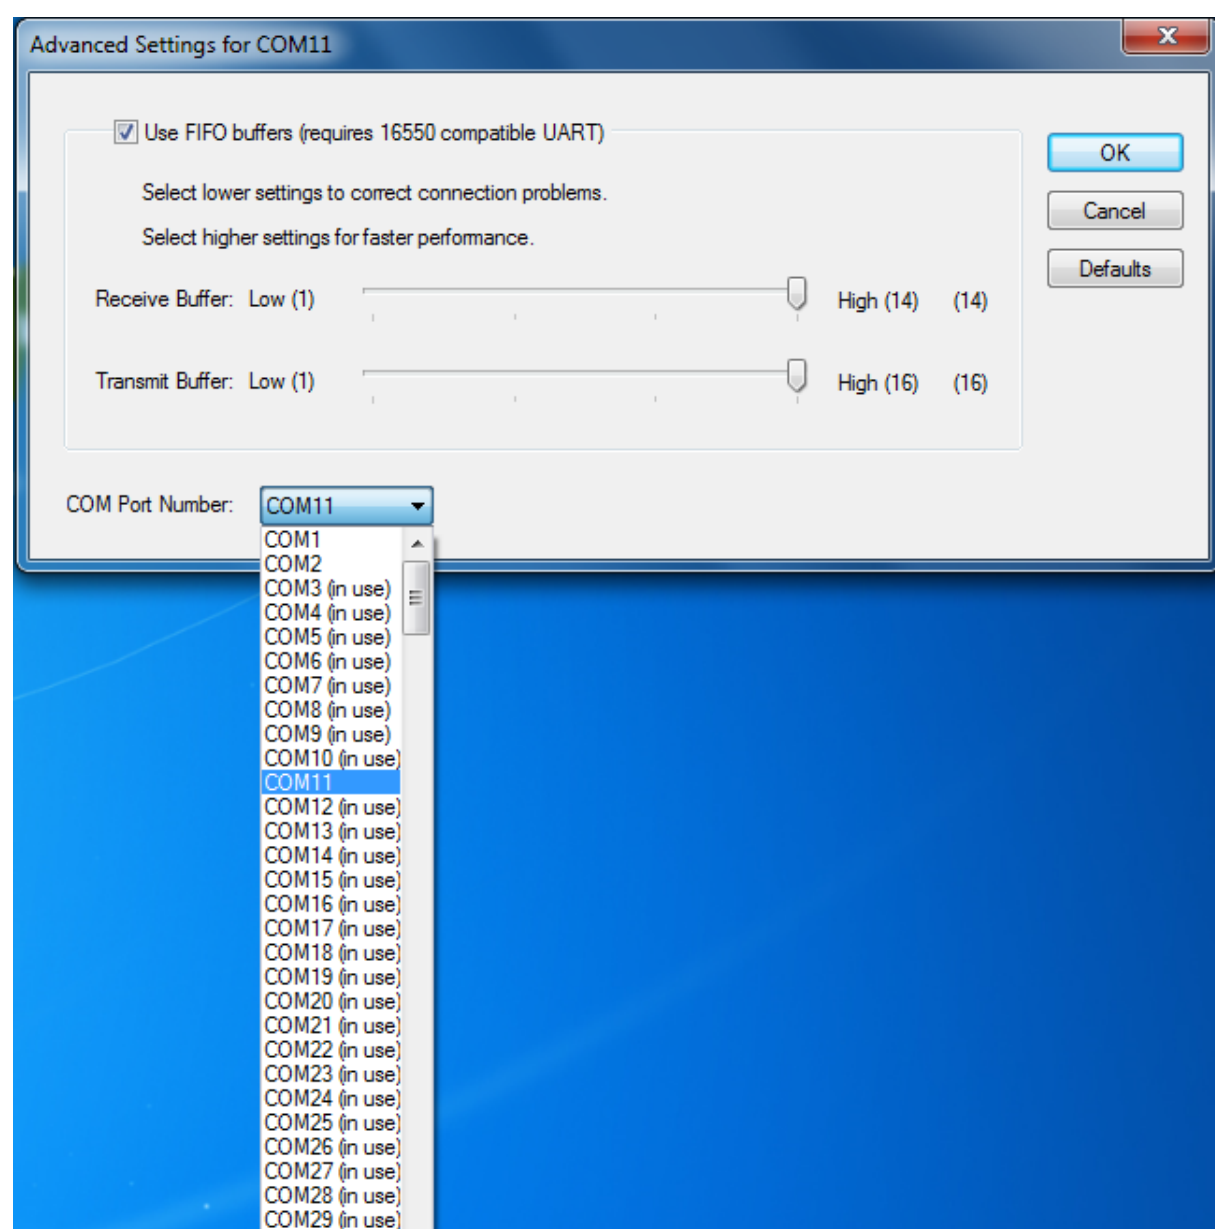 Advanced Settings for COM11
Use FIFO buffers (requires 16550 compatible UART)
OK
Select lower settings to correct connection problems.
Cancel
Select higher settings for faster performance.
Defaults
Receive Buffer: Low (1) High (14) (14)
Transmit Buffer: Low (1) High (16) (16)
COM Port Number: COM11
COM1
COM2
COM3 (in use)
COM4 (in use)
COM5 (in use)
COM6 (in use)
COM7 (in use)
COM8 (in use)
COM9 (in use)
COM10 (in use)
COM11
COM12 (in use)
COM13 (in use)
COM14 (in use)
COM15 (in use)
COM16 (in use)
COM17 (in use)
COM18 (in use)
COM19 (in use)
COM20 (in use)
COM21 (in use)
COM22 (in use)
COM23 (in use)
COM24 (in use)
COM25 (in use)
COM26 (in use)
COM27 (in use)
COM28 (in use)
COM29 (in use)